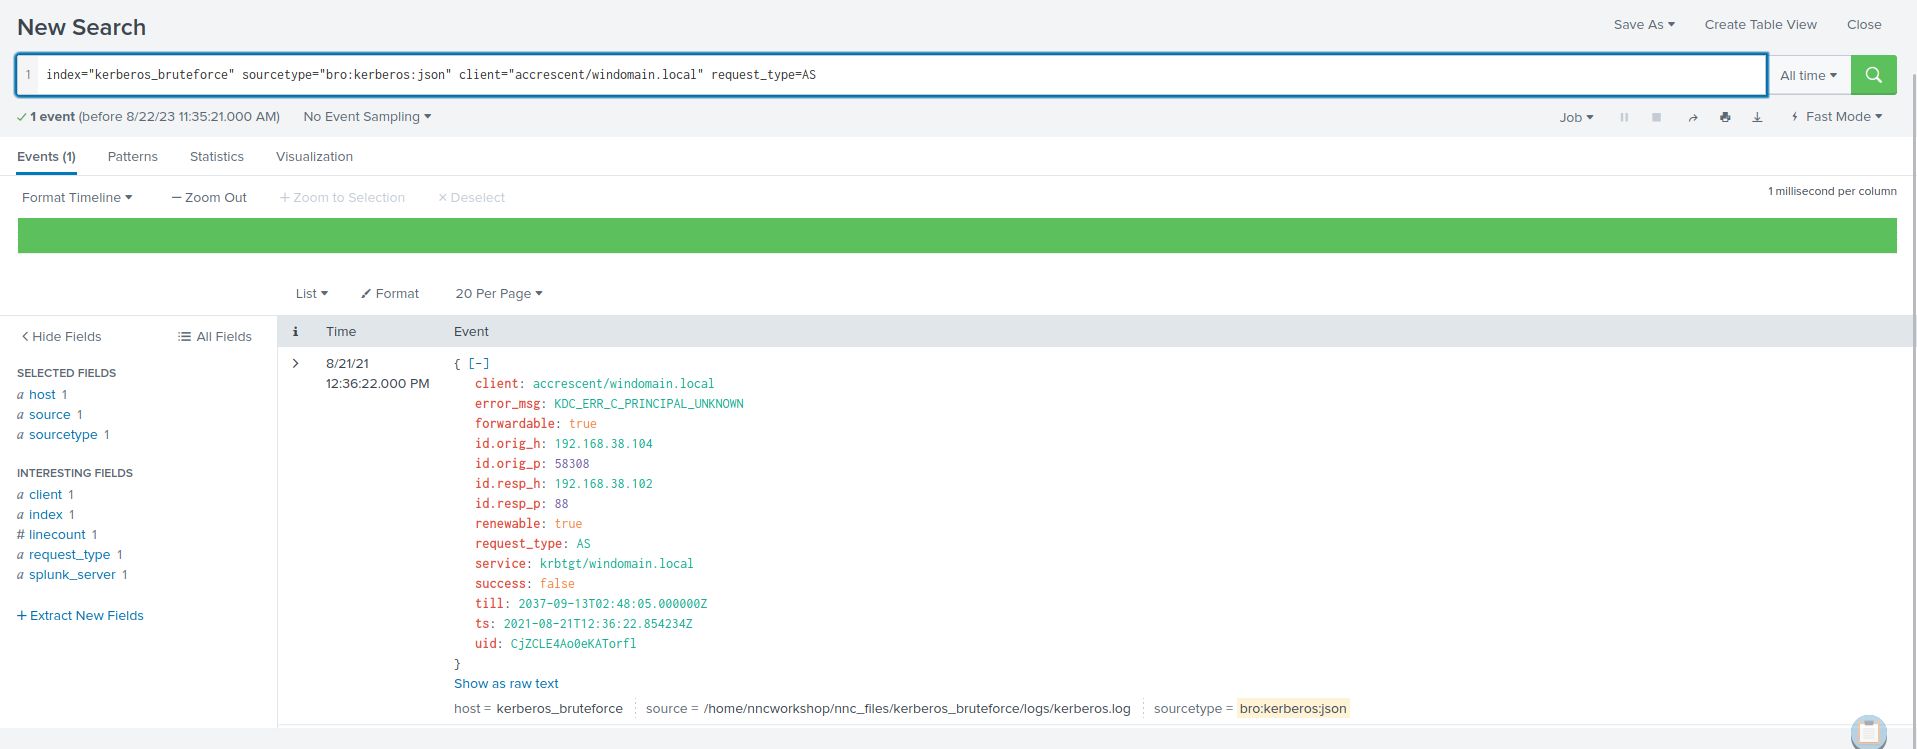 New Search
Save As Create Table View Close
1 index="kerberos_bruteforce" sourcetype="bro:kerberos:json" client="accrescent/windomain.local" request_type=AS
All time
1 event (before 8/22/23 11:35:21.000 AM) No Event Sampling
Job Fast Mode
Events (1) Patterns Statistics Visualization
Format Timeline — Zoom Out + Zoom to Selection × Deselect
1 millisecond per column
List Format 20 Per Page
< Hide Fields All Fields
i Time Event
SELECTED FIELDS
a host 1
a source 1
a sourcetype 1
INTERESTING FIELDS
a client 1
a index 1
# linecount 1
a request_type 1
a splunk_server 1
+ Extract New Fields
> 8/21/21
12:36:22.000 PM
{ [-]
client: accrescent/windomain.local
error_msg: KDC_ERR_C_PRINCIPAL_UNKNOWN
forwardable: true
id.orig_h: 192.168.38.104
id.orig_p: 58308
id.resp_h: 192.168.38.102
id.resp_p: 88
renewable: true
request_type: AS
service: krbtgt/windomain.local
success: false
till: 2037-09-13T02:48:05.000000Z
ts: 2021-08-21T12:36:22.854234Z
uid: CjZCLE4Ao0eKATorfl
}
Show as raw text
host = kerberos_bruteforce source = /home/nncworkshop/nnc_files/kerberos_bruteforce/logs/kerberos.log sourcetype = bro:kerberos:json